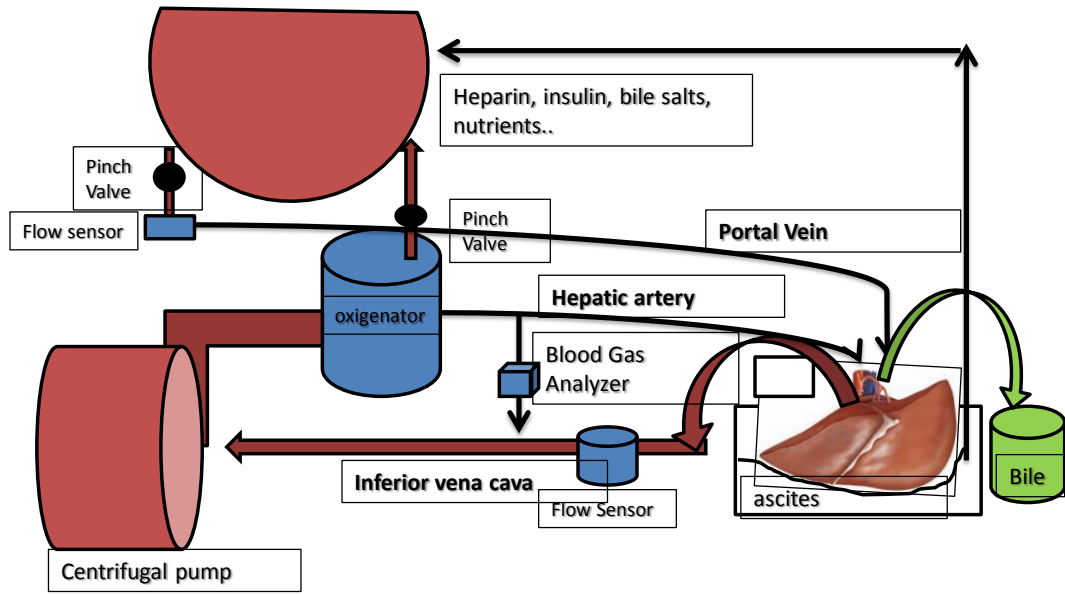 Heparin, insulin, bile salts,
nutrients..
Pinch
Valve
Flow sensor
Pinch
Valve
Portal Vein
Hepatic artery
oxigenator
Blood Gas
Analyzer
Inferior vena cava
Flow Sensor
ascites
Bile
Centrifugal pump